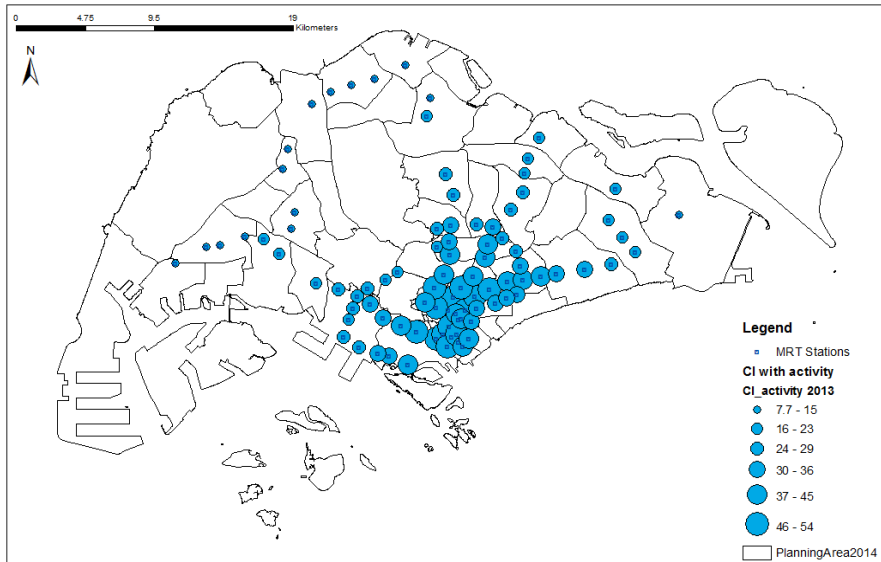 0 4.75 9.5 19
Kilometers
N
Legend
MRT Stations
CI with activity
CI_activity 2013
7.7 - 15
16 - 23
24 - 29
30 - 36
37 - 45
46 - 54
PlanningArea2014